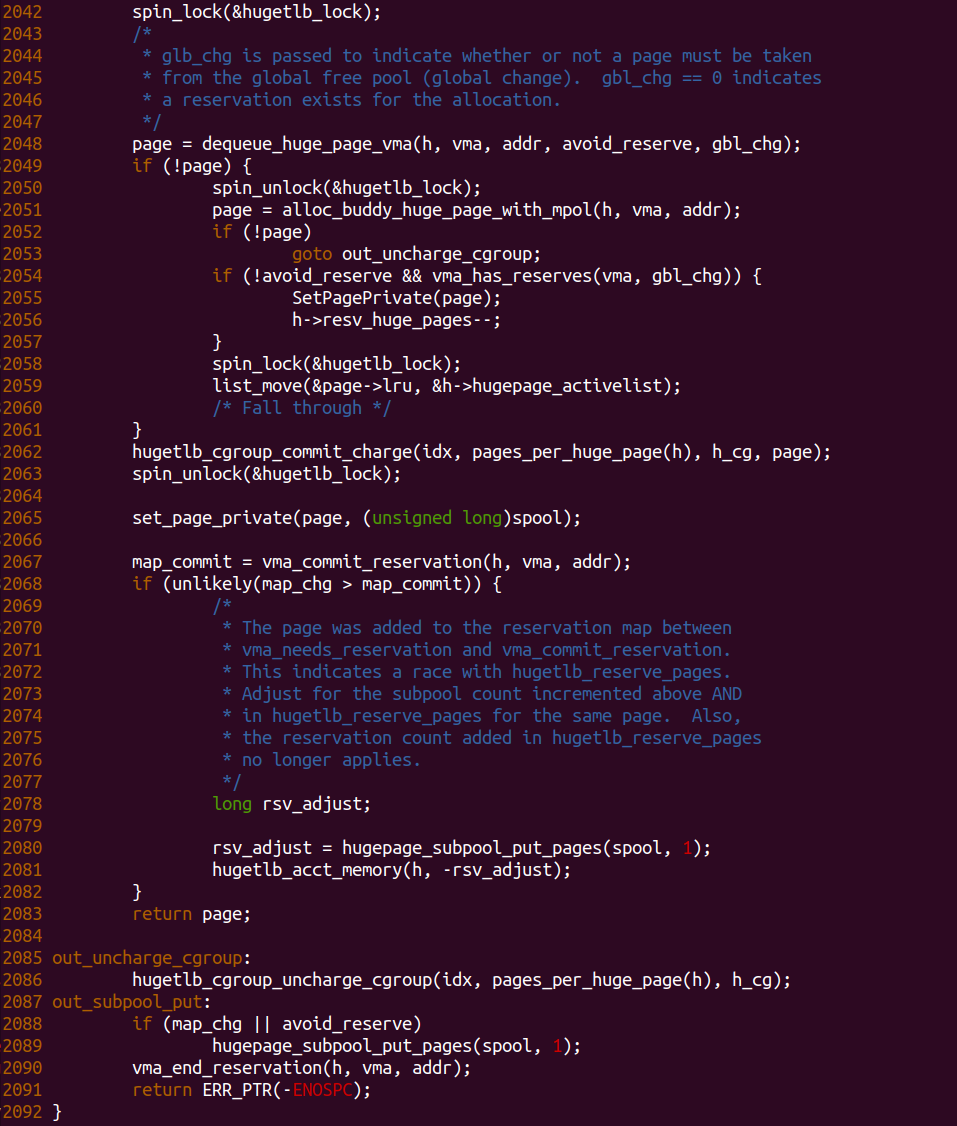 2042         spin_lock(&hugetlb_lock);
2043         /*
2044          * glb_chg is passed to indicate whether or not a page must be taken
2045          * from the global free pool (global change).  gbl_chg == 0 indicates
2046          * a reservation exists for the allocation.
2047          */
2048         page = dequeue_huge_page_vma(h, vma, addr, avoid_reserve, gbl_chg);
2049         if (!page) {
2050                 spin_unlock(&hugetlb_lock);
2051                 page = alloc_buddy_huge_page_with_mpol(h, vma, addr);
2052                 if (!page)
2053                         goto out_uncharge_cgroup;
2054                 if (!avoid_reserve && vma_has_reserves(vma, gbl_chg)) {
2055                         SetPagePrivate(page);
2056                         h->resv_huge_pages--;
2057                 }
2058                 spin_lock(&hugetlb_lock);
2059                 list_move(&page->lru, &h->hugepage_activelist);
2060                 /* Fall through */
2061         }
2062         hugetlb_cgroup_commit_charge(idx, pages_per_huge_page(h), h_cg, page);
2063         spin_unlock(&hugetlb_lock);
2064
2065         set_page_private(page, (unsigned long)spool);
2066
2067         map_commit = vma_commit_reservation(h, vma, addr);
2068         if (unlikely(map_chg > map_commit)) {
2069                 /*
2070                  * The page was added to the reservation map between
2071                  * vma_needs_reservation and vma_commit_reservation.
2072                  * This indicates a race with hugetlb_reserve_pages.
2073                  * Adjust for the subpool count incremented above AND
2074                  * in hugetlb_reserve_pages for the same page.  Also,
2075                  * the reservation count added in hugetlb_reserve_pages
2076                  * no longer applies.
2077                  */
2078                 long rsv_adjust;
2079
2080                 rsv_adjust = hugepage_subpool_put_pages(spool, 1);
2081                 hugetlb_acct_memory(h, -rsv_adjust);
2082         }
2083         return page;
2084
2085 out_uncharge_cgroup:
2086         hugetlb_cgroup_uncharge_cgroup(idx, pages_per_huge_page(h), h_cg);
2087 out_subpool_put:
2088         if (map_chg || avoid_reserve)
2089                 hugepage_subpool_put_pages(spool, 1);
2090         vma_end_reservation(h, vma, addr);
2091         return ERR_PTR(-ENOSPC);
2092 }